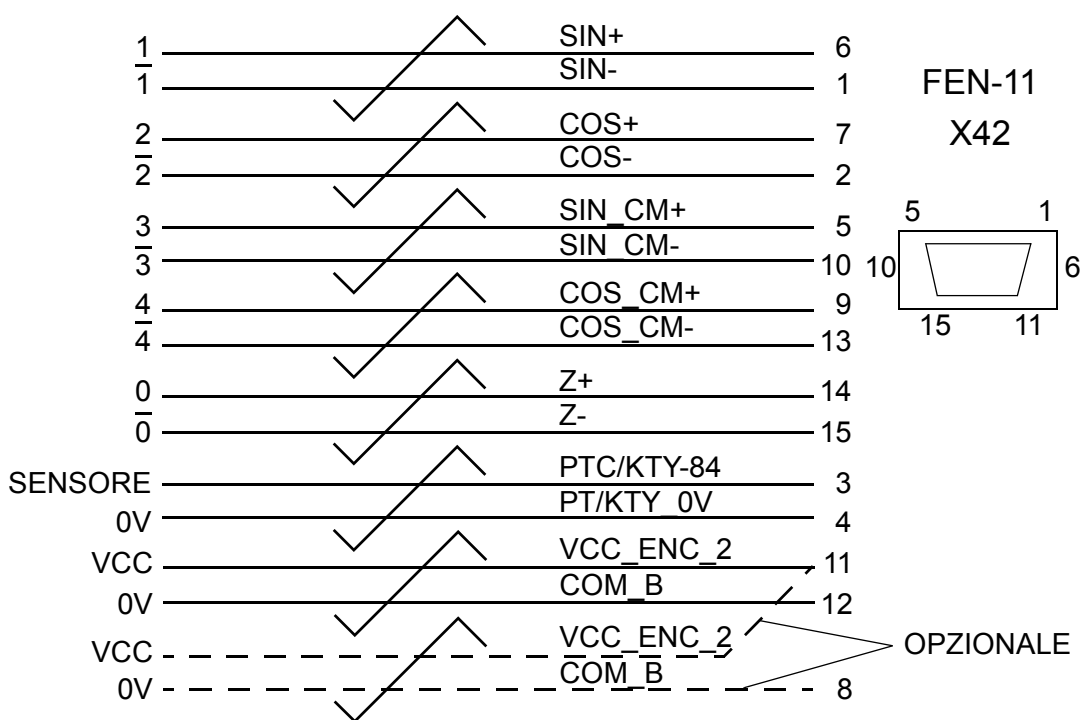 1 SIN+ 6
1 SIN- 1
FEN-11
2 COS+ 7
X42
2 COS- 2
3 SIN_CM+ 5
5 1
3 SIN_CM- 10
10 6
4 COS_CM+ 9
4 COS_CM- 13
15 11
0 Z+ 14
0 Z- 15
SENSORE PTC/KTY-84 3
0V PT/KTY_0V 4
VCC VCC_ENC_2 11
0V COM_B 12
VCC VCC_ENC_2
OPZIONALE
0V COM_B 8